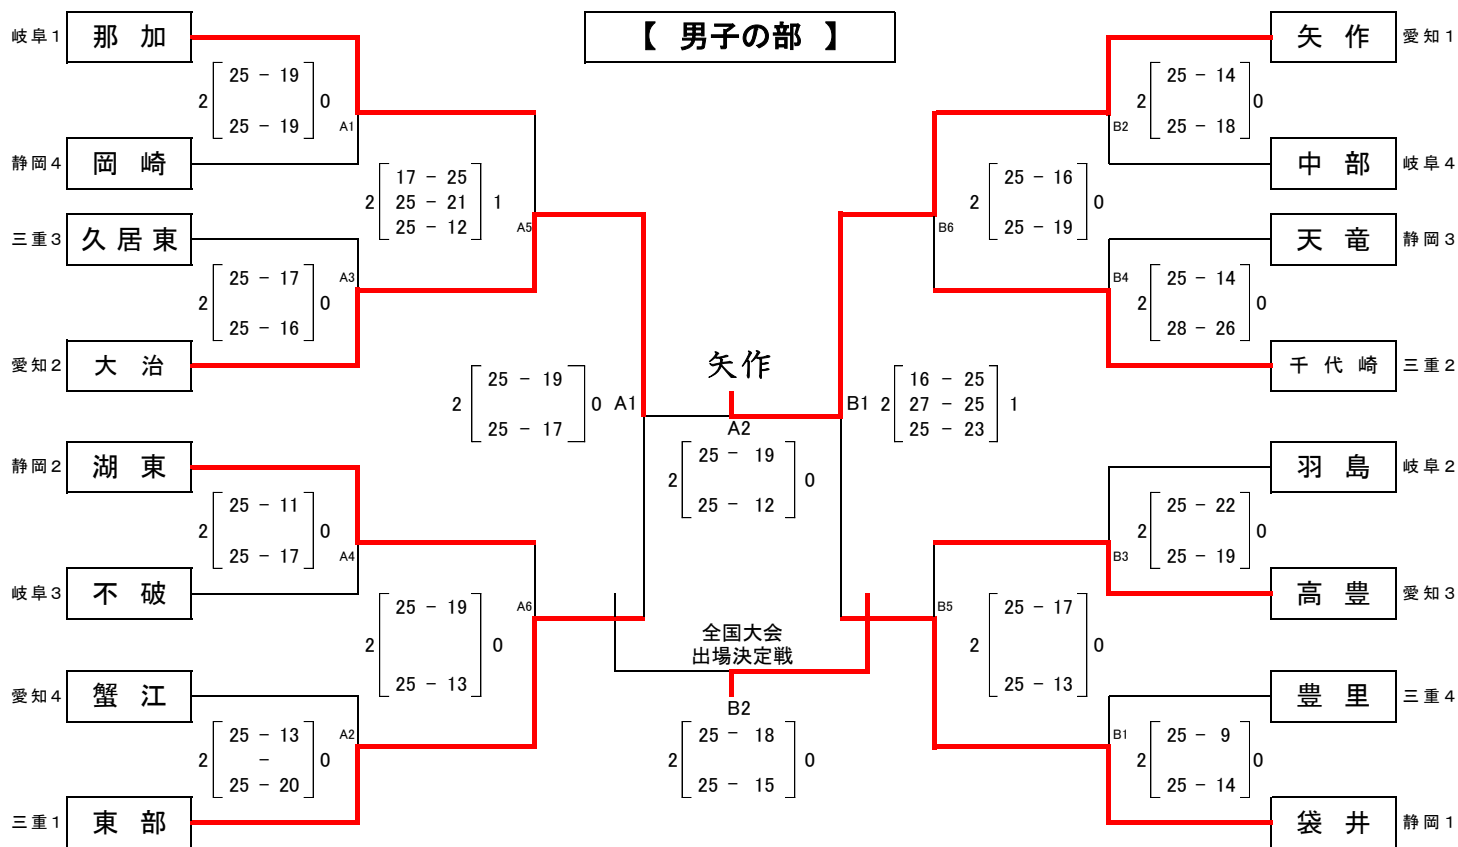 【 男子の部 】
岐阜1 那加
2 25 - 19 0
25 - 19
A1
静岡4 岡崎
2 17 - 25 1
25 - 21
25 - 12
A5
三重3 久居東
2 25 - 17 0
25 - 16
A3
愛知2 大治
2 25 - 19 0
25 - 17
A1
静岡2 湖東
2 25 - 11 0
25 - 17
A4
岐阜3 不破
2 25 - 19 0
25 - 13
A6
愛知4 蟹江
2 25 - 13 0
-
25 - 20
A2
三重1 東部
矢作
A2
2 25 - 19 0
25 - 12
全国大会
出場決定戦
B2
2 25 - 18 0
25 - 15
矢作 愛知1
2 25 - 14 0
25 - 18
B2
中部 岐阜4
2 25 - 16 0
25 - 19
B6
天竜 静岡3
B4
2 25 - 14 0
28 - 26
千代崎 三重2
B1
2 16 - 25 1
27 - 25
25 - 23
羽島 岐阜2
2 25 - 22 0
25 - 19
B3
高豊 愛知3
B5
2 25 - 17 0
25 - 13
豊里 三重4
B1
2 25 - 9 0
25 - 14
袋井 静岡1